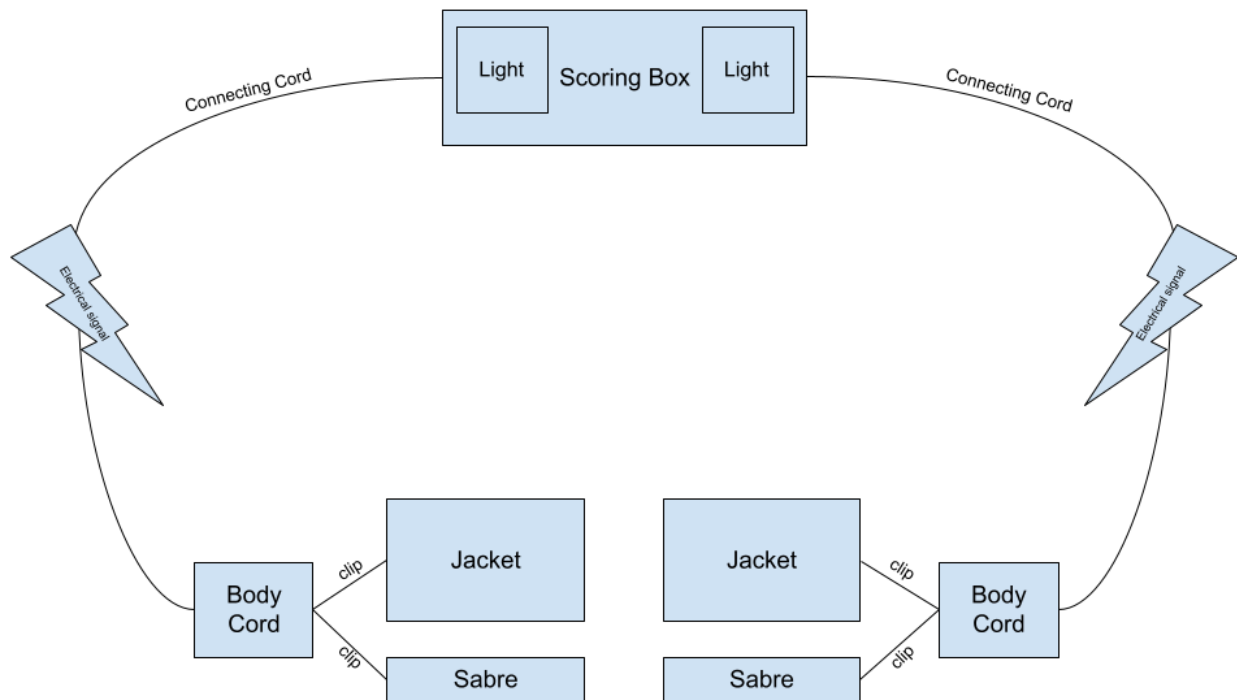 Light
Scoring Box
Light
Connecting Cord
Connecting Cord
Electrical signal
Electrical signal
Body
Cord
clip
clip
Jacket
Sabre
Jacket
Sabre
clip
clip
Body
Cord